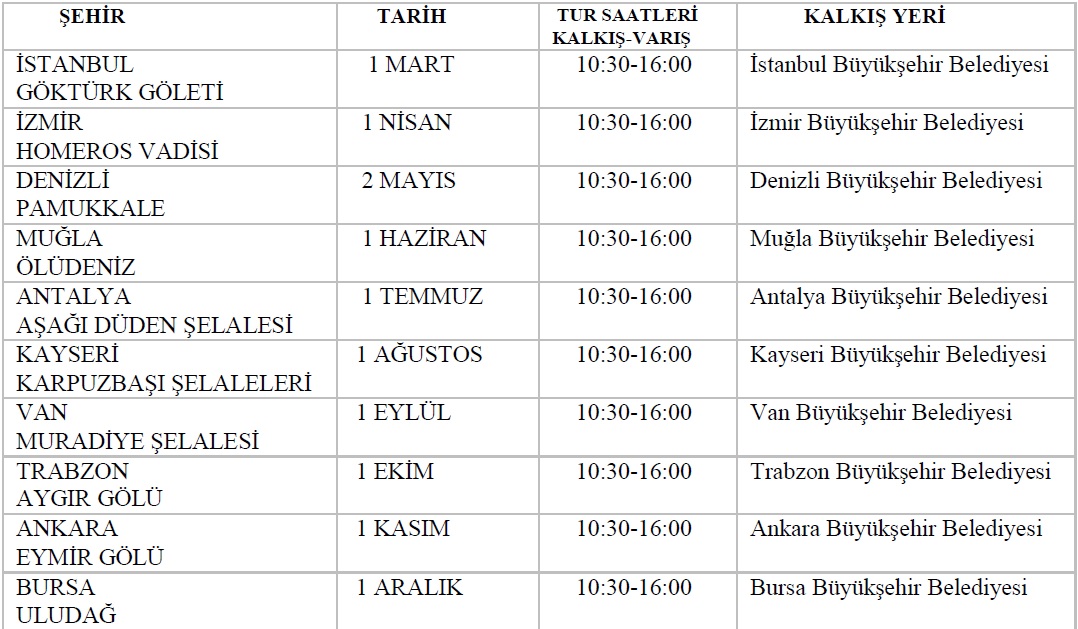 ŞEHİR TARİH TUR SAATLERİ KALKIŞ YERİ
KALKIŞ-VARIŞ
İSTANBUL 1 MART 10:30-16:00 İstanbul Büyükşehir Belediyesi
GÖKTÜRK GÖLETİ
İZMİR 1 NİSAN 10:30-16:00 İzmir Büyükşehir Belediyesi
HOMEROS VADİSİ
DENİZLİ 2 MAYIS 10:30-16:00 Denizli Büyükşehir Belediyesi
PAMUKKALE
MUĞLA 1 HAZİRAN 10:30-16:00 Muğla Büyükşehir Belediyesi
ÖLÜDENİZ
ANTALYA 1 TEMMUZ 10:30-16:00 Antalya Büyükşehir Belediyesi
AŞAĞI DÜDEN ŞELALESİ
KAYSERİ 1 AĞUSTOS 10:30-16:00 Kayseri Büyükşehir Belediyesi
KARPUZBAŞI ŞELALELERİ
VAN 1 EYLÜL 10:30-16:00 Van Büyükşehir Belediyesi
MURADİYE ŞELALESİ
TRABZON 1 EKİM 10:30-16:00 Trabzon Büyükşehir Belediyesi
AYGIR GÖLÜ
ANKARA 1 KASIM 10:30-16:00 Ankara Büyükşehir Belediyesi
EYMİR GÖLÜ
BURSA 1 ARALIK 10:30-16:00 Bursa Büyükşehir Belediyesi
ULUDAĞ